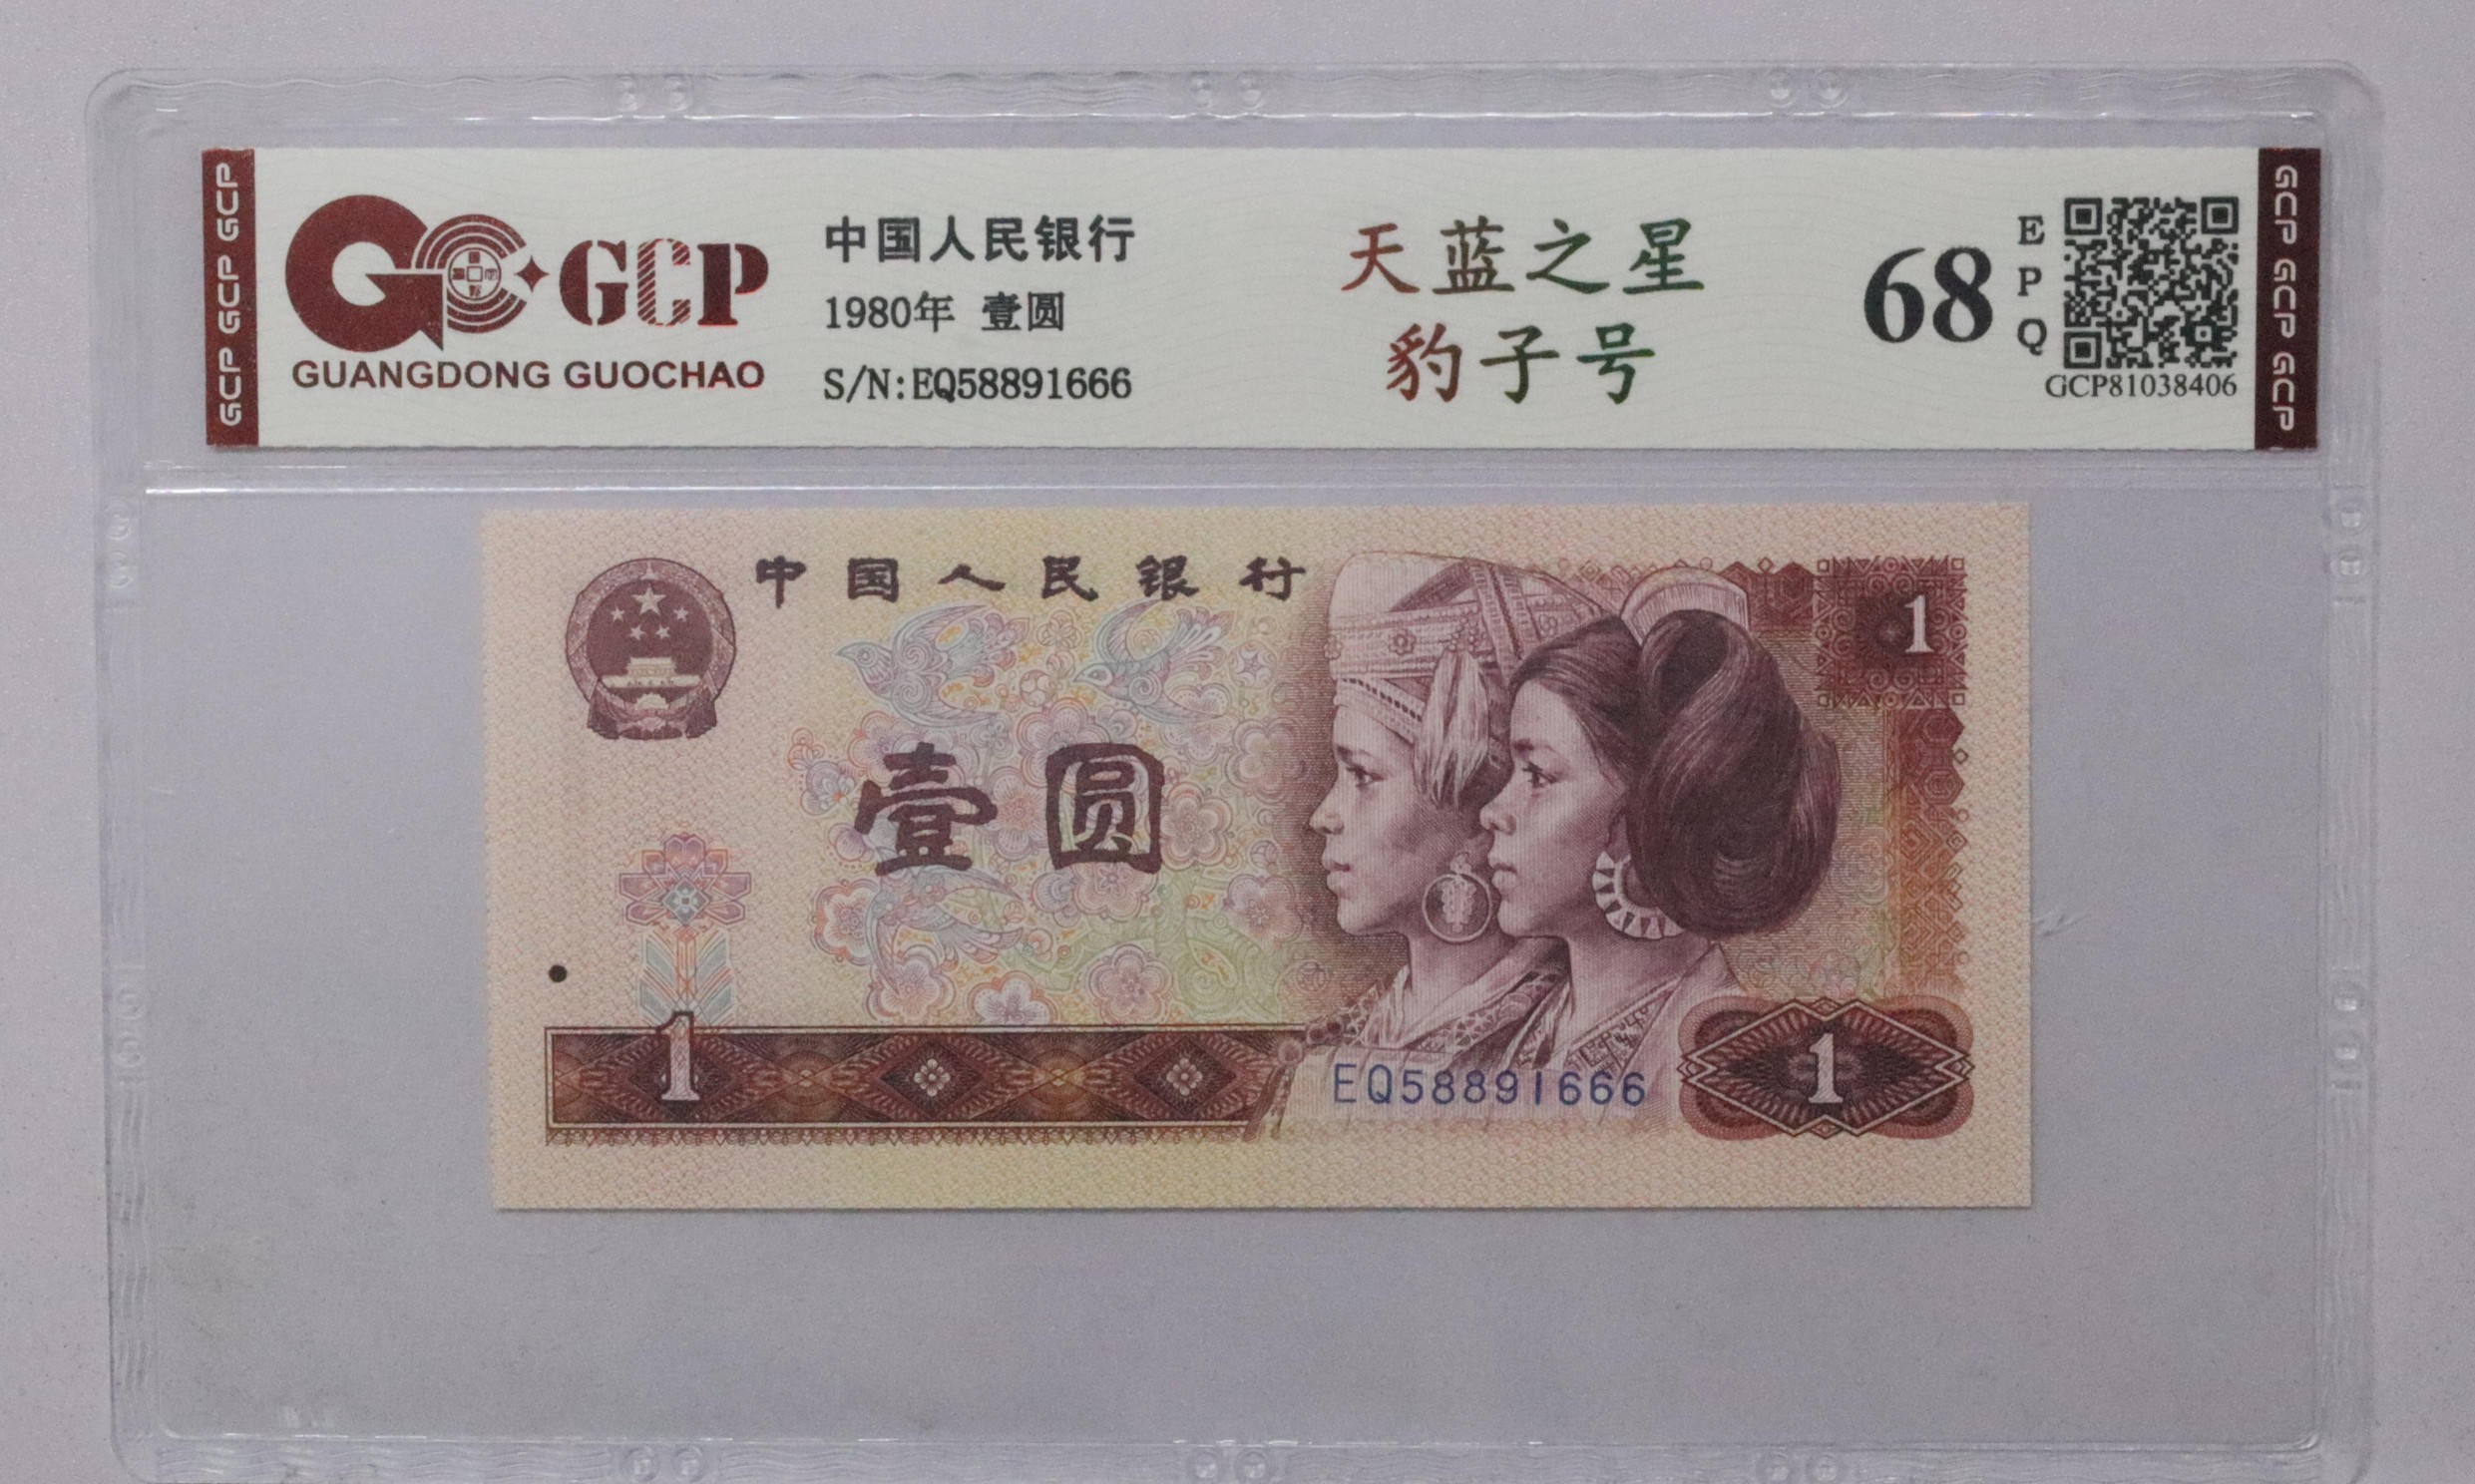 GCP GCP GCP
GCP
GUANGDONG GUOCHAO
中国人民银行
1980年 壹圆
S/N:EQ58891666
天蓝之星
豹子号
68
EPQ
GCP81038406
GCP GCP GCP
中国人民银行
1
壹圆
1
EQ58891666
1